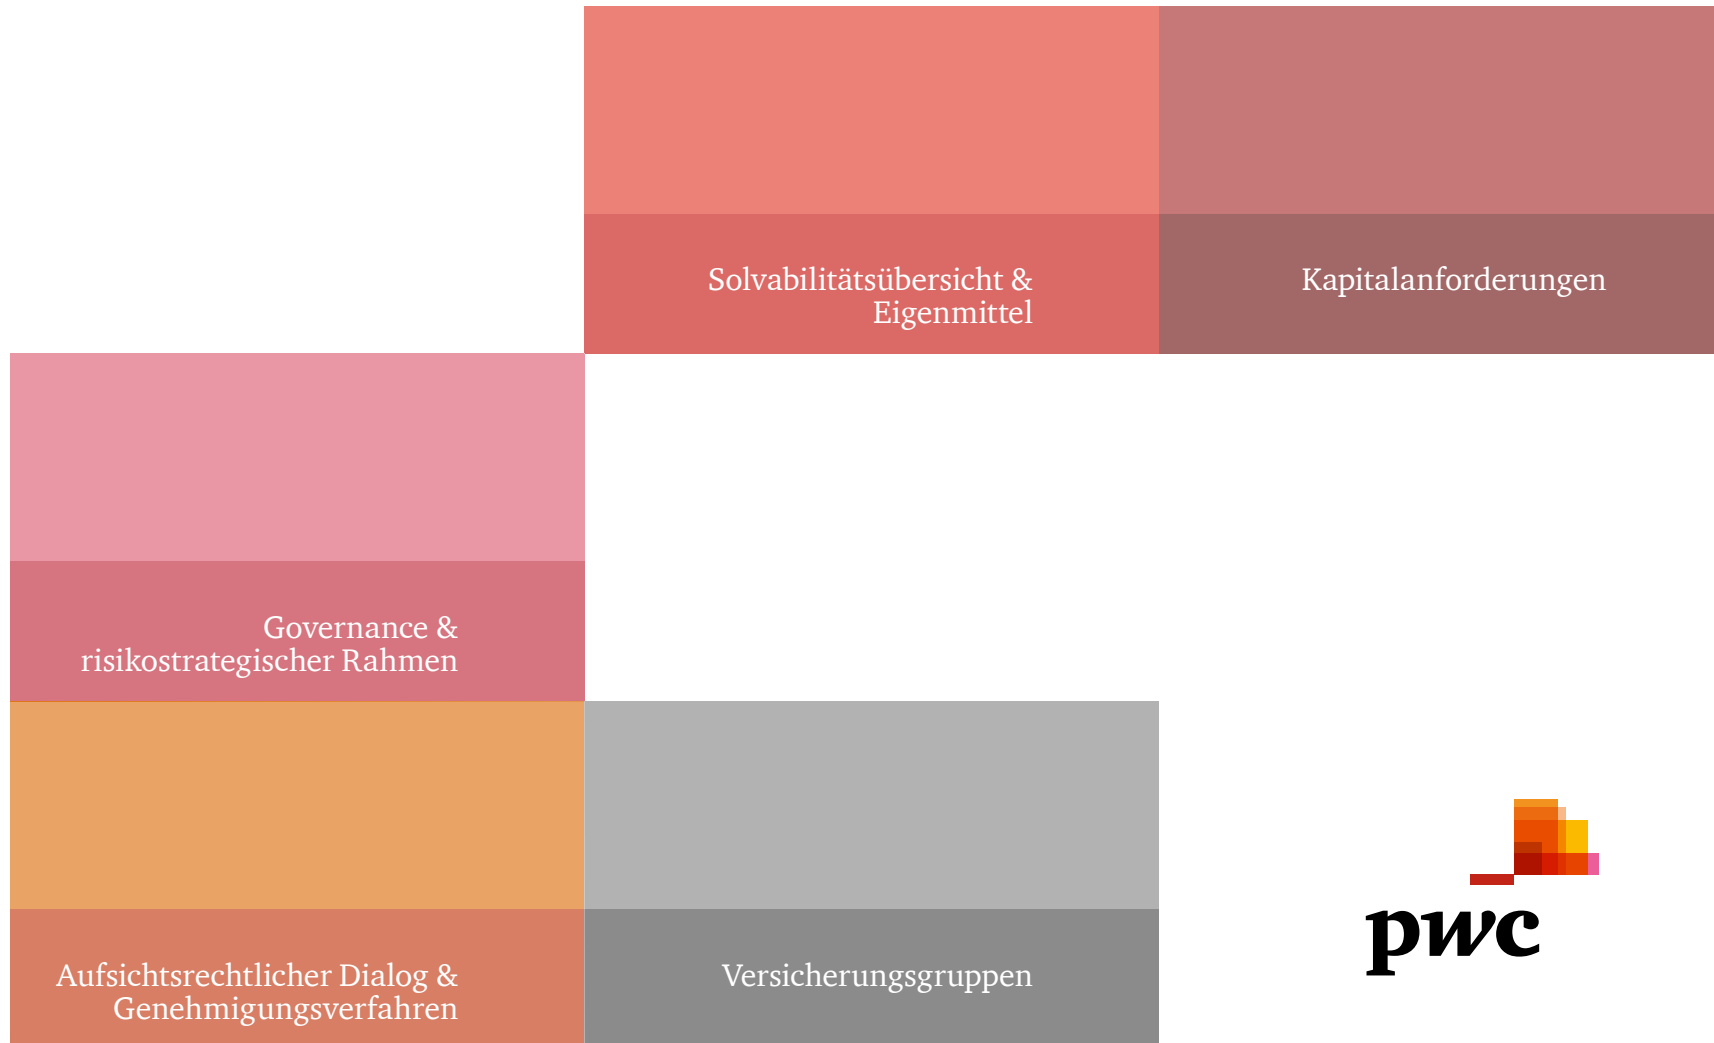 Solvabilitätsübersicht &
Eigenmittel
Kapitalanforderungen
Governance &
risikostrategischer Rahmen
Aufsichtsrechtlicher Dialog &
Genehmigungsverfahren
Versicherungsgruppen
pwc